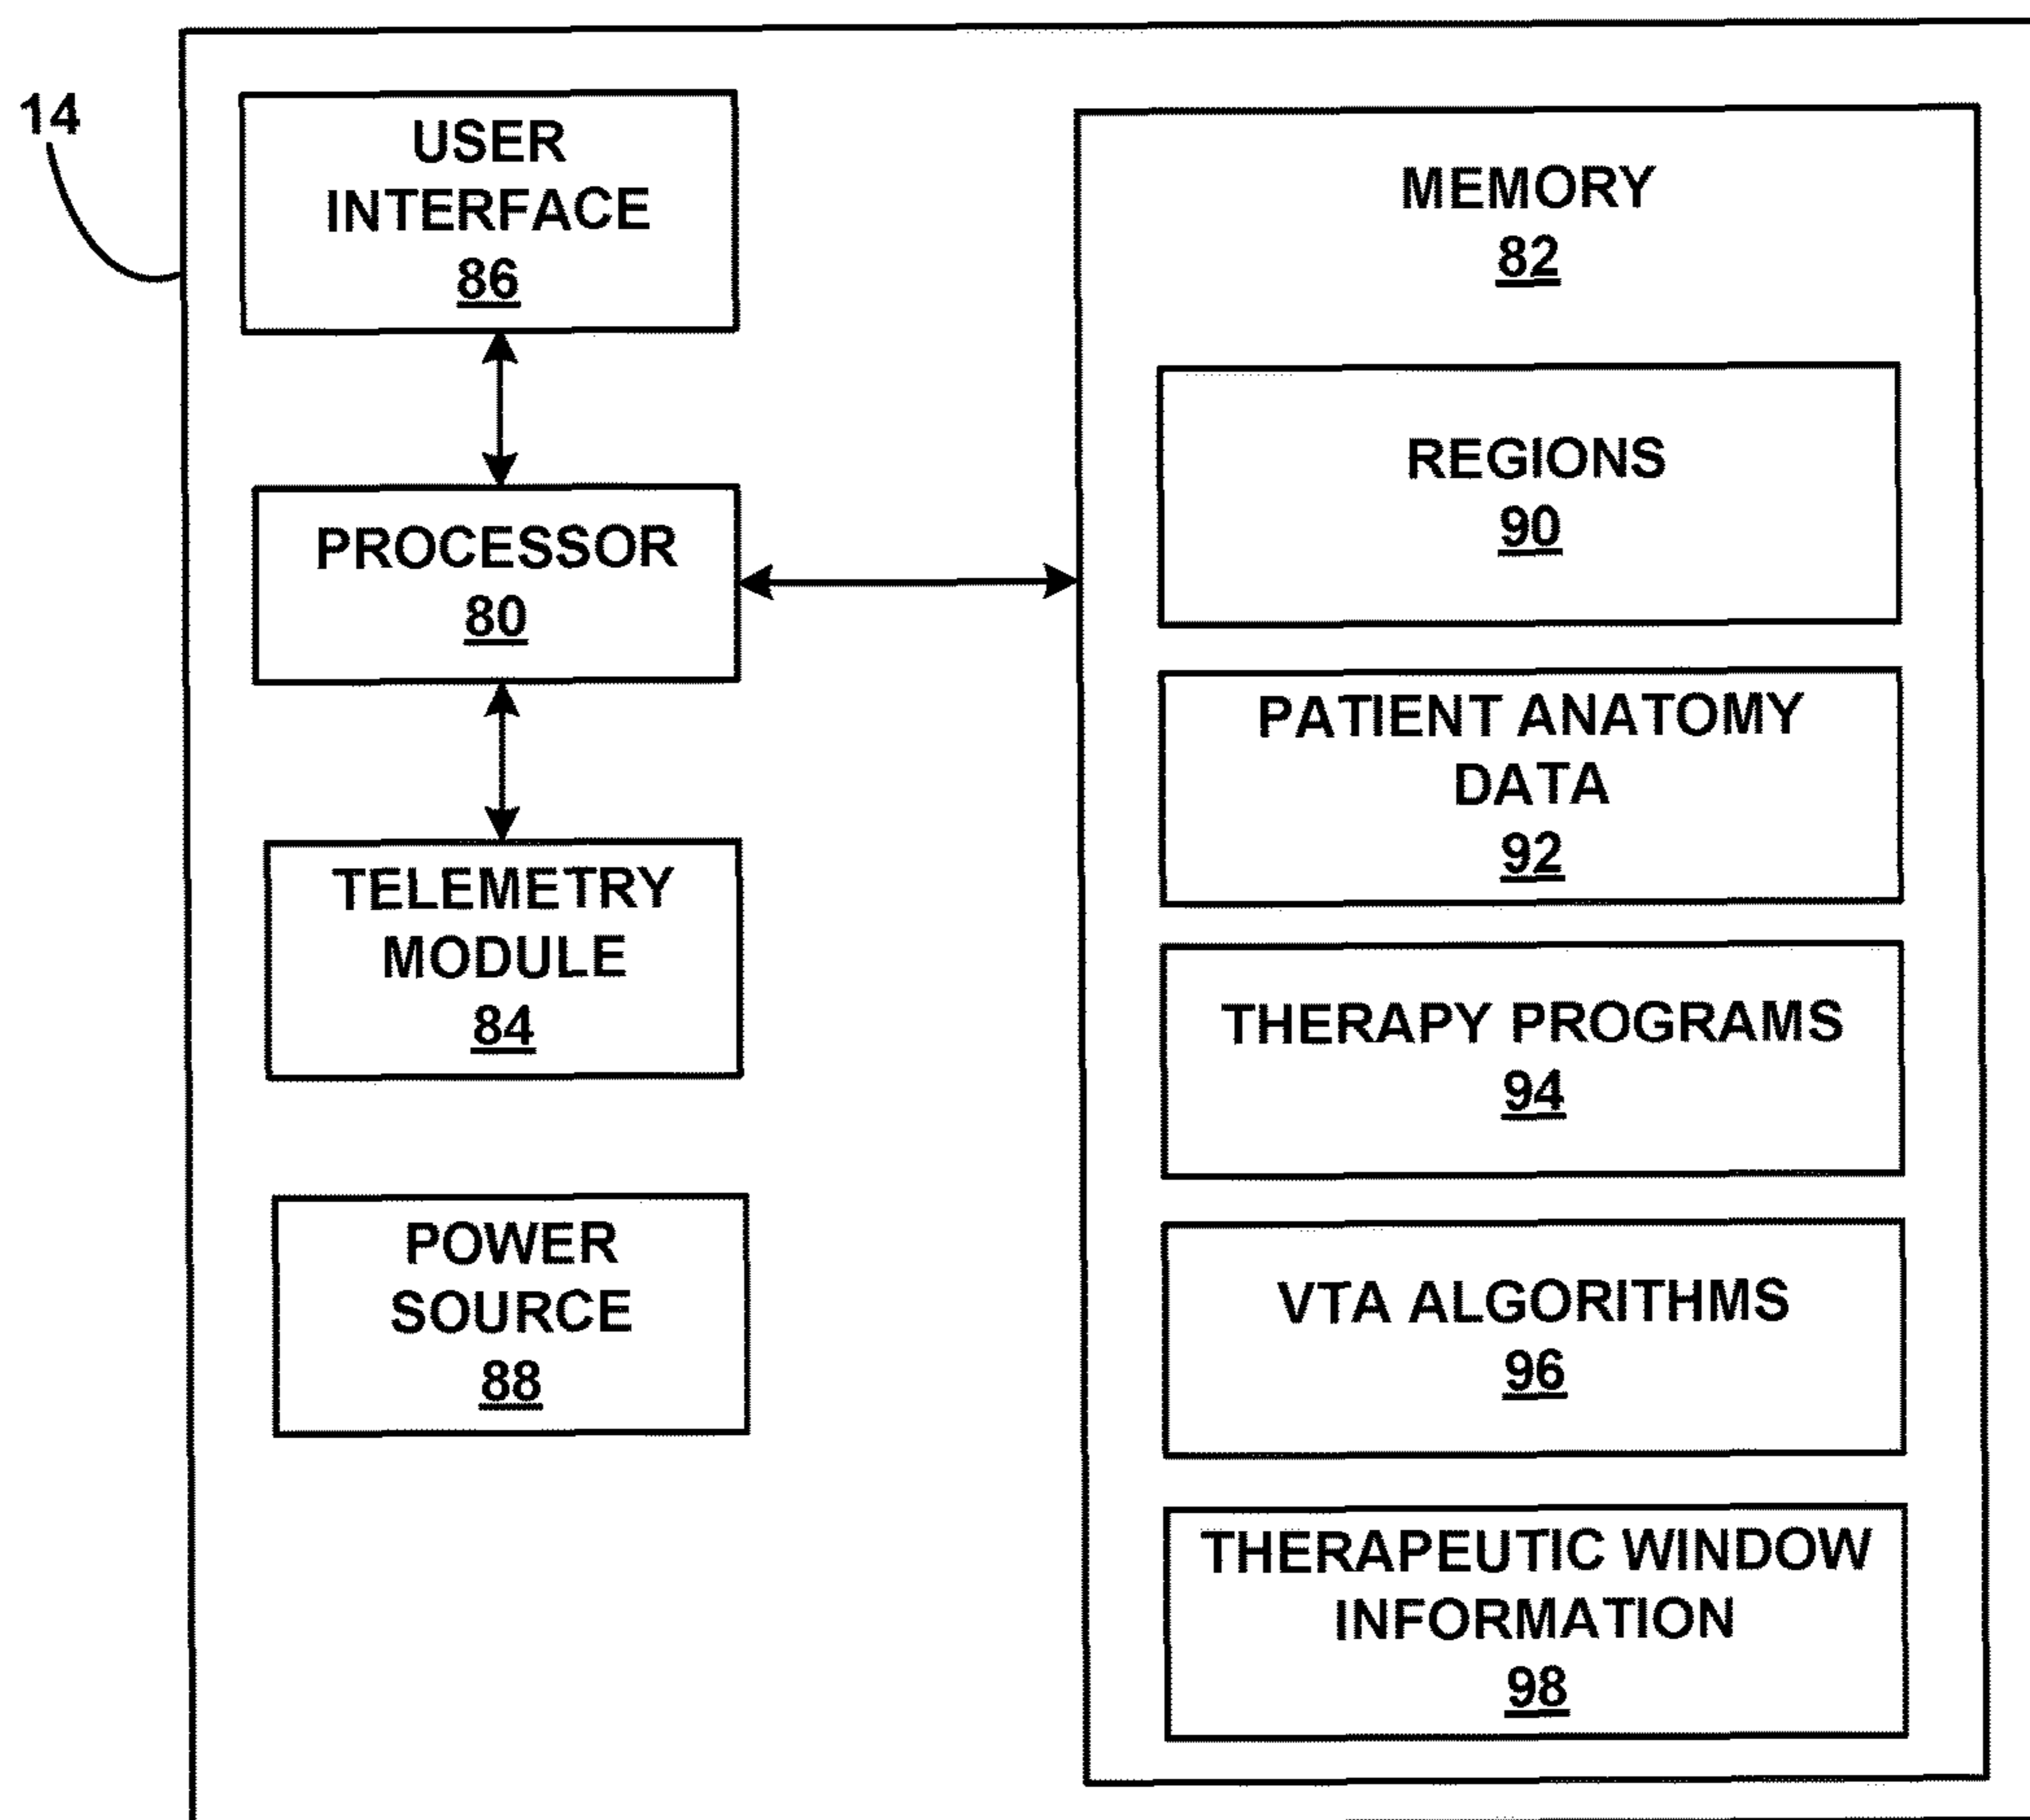 14
USER
INTERFACE
86
PROCESSOR
80
TELEMETRY
MODULE
84
POWER
SOURCE
88
MEMORY
82
REGIONS
90
PATIENT ANATOMY
DATA
92
THERAPY PROGRAMS
94
VTA ALGORITHMS
96
THERAPEUTIC WINDOW
INFORMATION
98